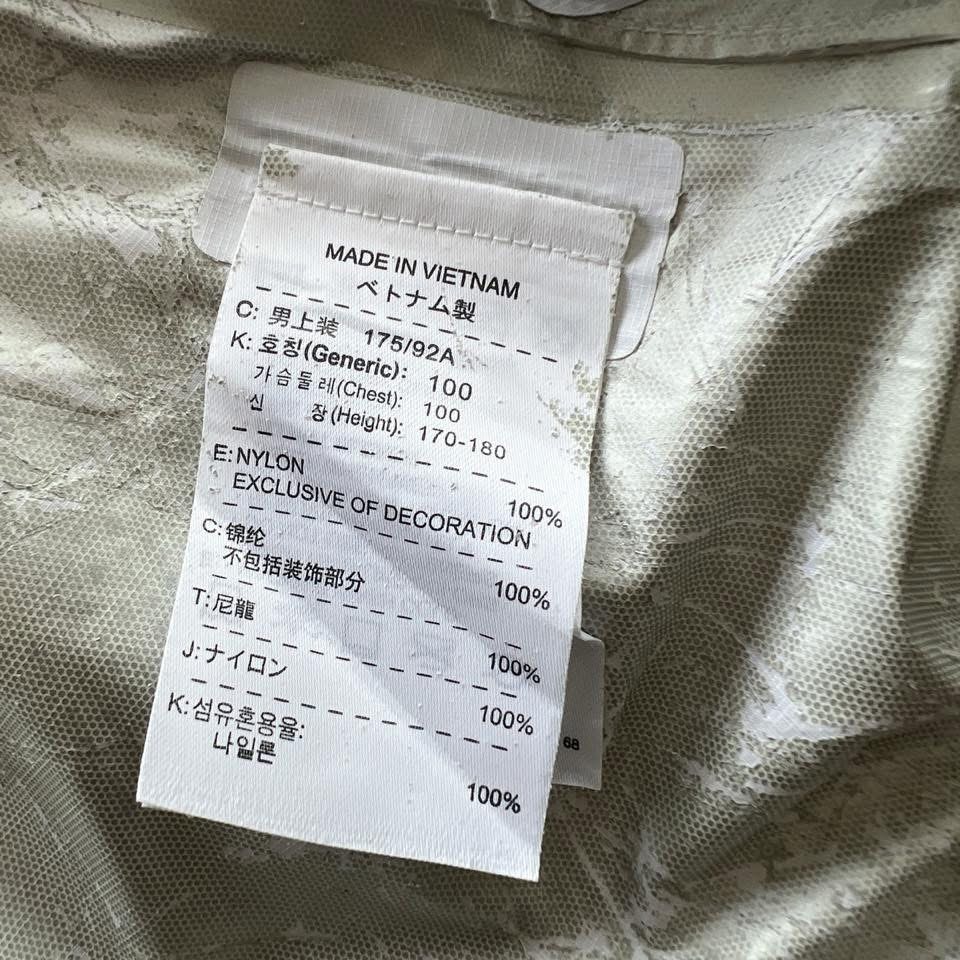 MADE IN VIETNAM
ベトナム製
C: 男上装 175/92A
K: 호칭(Generic): 100
가슴둘레(Chest): 100
신 장(Height): 170-180
E: NYLON 100%
EXCLUSIVE OF DECORATION
C: 锦纶 100%
不包括装饰部分
T: 尼龍 100%
J: ナイロン 100%
K: 섬유혼용율:
나일론 100%
68